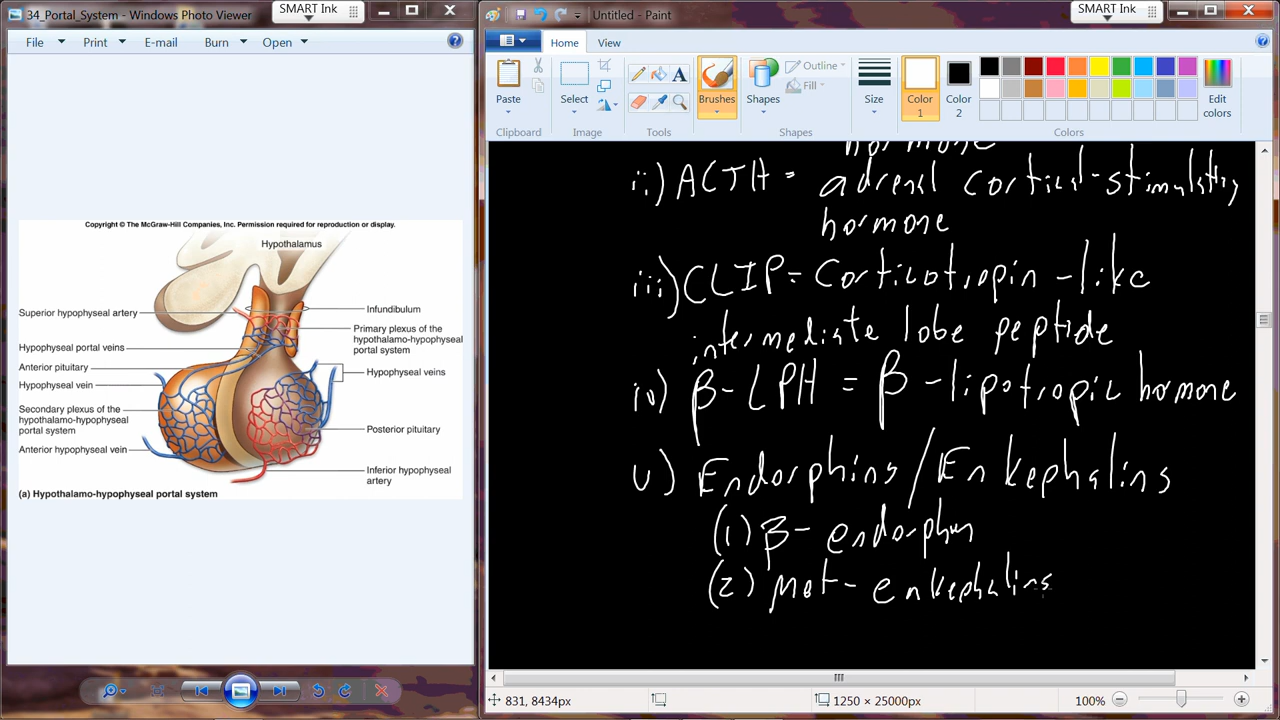 34_Portal_System - Windows Photo Viewer
SMART Ink
File Print E-mail Burn Open
Copyright © The McGraw-Hill Companies, Inc. Permission required for reproduction or display.
Hypothalamus
Superior hypophyseal artery
Hypophyseal portal veins
Anterior pituitary
Hypophyseal vein
Secondary plexus of the
hypothalamo-hypophyseal
portal system
Anterior hypophyseal vein
Infundibulum
Primary plexus of the
hypothalamo-hypophyseal
portal system
Hypophyseal veins
Posterior pituitary
Inferior hypophyseal
artery
(a) Hypothalamo-hypophyseal portal system
Untitled - Paint
SMART Ink
Home View
Paste
Select
Brushes
Shapes
Outline
Fill
Size
Color
1
Color
2
Edit
colors
Clipboard Image Tools Shapes Colors
hormone
ii) ACTH = adrenal cortical-stimulating
hormone
iii) CLIP = Corticotropin-like
intermediate lobe peptide
iv) β-LPH = β-lipotropic hormone
v) Endorphins/Enkephalins
(1) β-endorphin
(2) Met-enkephalins
831, 8434px
1250 × 25000px
100%